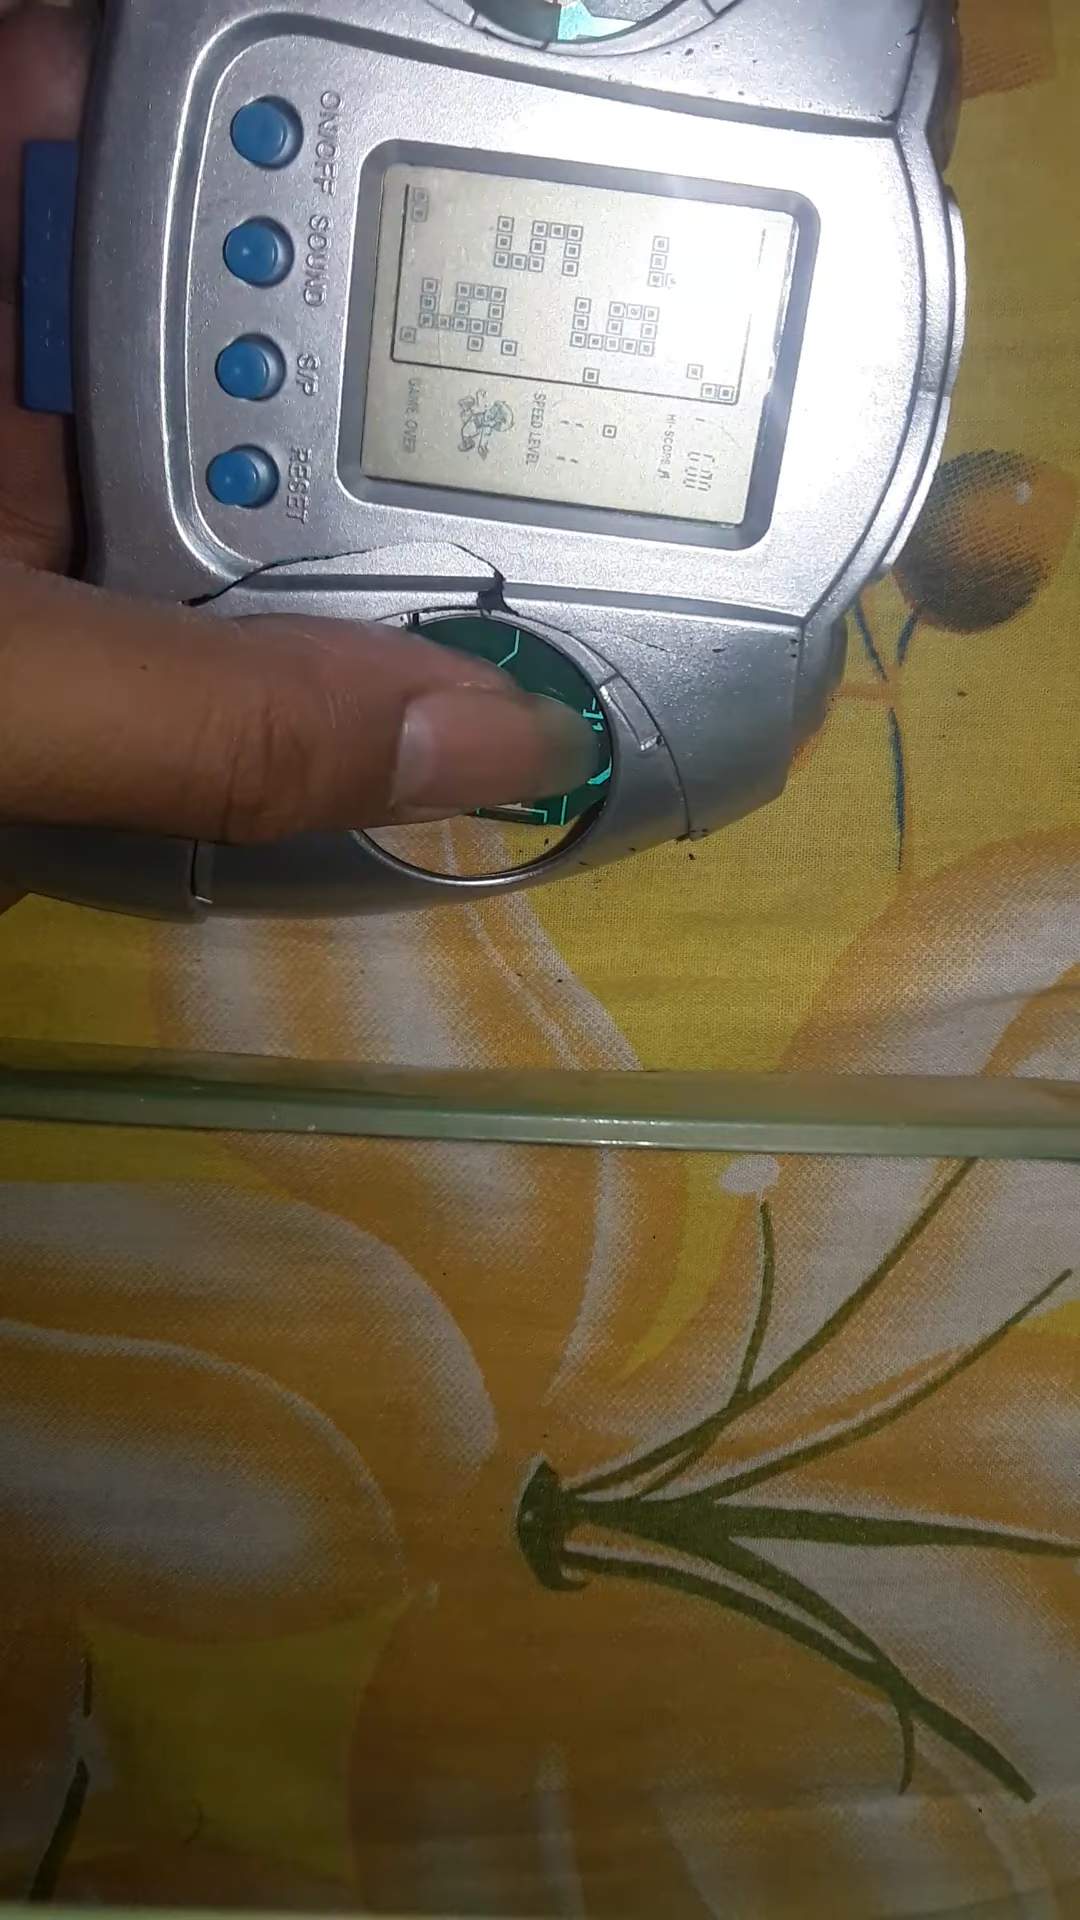 ON/OFF
SOUND
S/P
RESET
HI-SCORE
SPEED LEVEL
GAME OVER